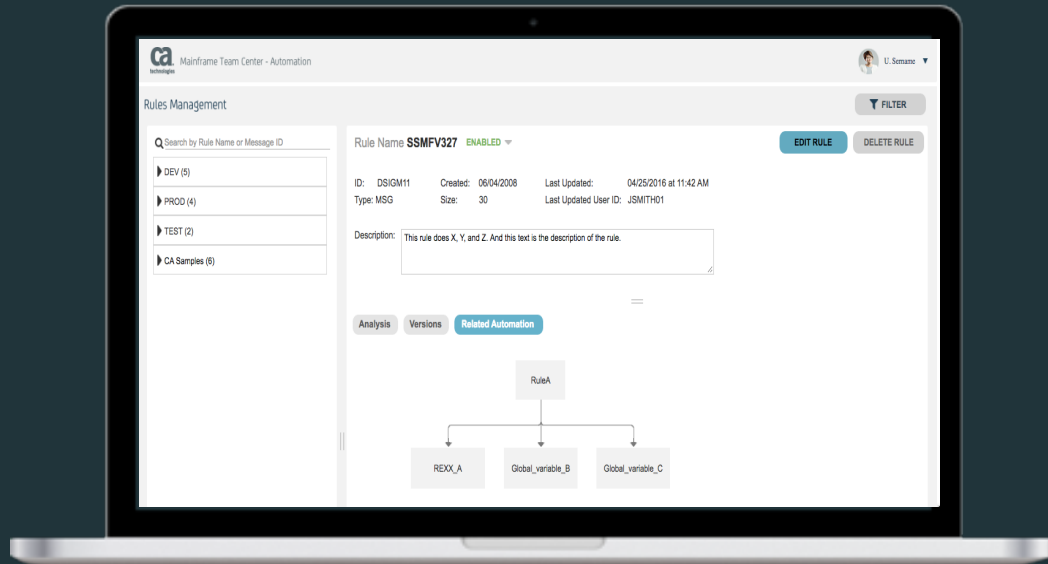 ca
technologies
Mainframe Team Center - Automation
U. Sername
Rules Management
FILTER
Search by Rule Name or Message ID
DEV (5)
PROD (4)
TEST (2)
CA Samples (6)
Rule Name SSMFV327 ENABLED
EDIT RULE
DELETE RULE
ID: DSIGM11 Created: 06/04/2008 Last Updated: 04/25/2016 at 11:42 AM
Type: MSG Size: 30 Last Updated User ID: JSMITH01
Description: This rule does X, Y, and Z. And this text is the description of the rule.
Analysis Versions Related Automation
RuleA
REXX_A Global_variable_B Global_variable_C